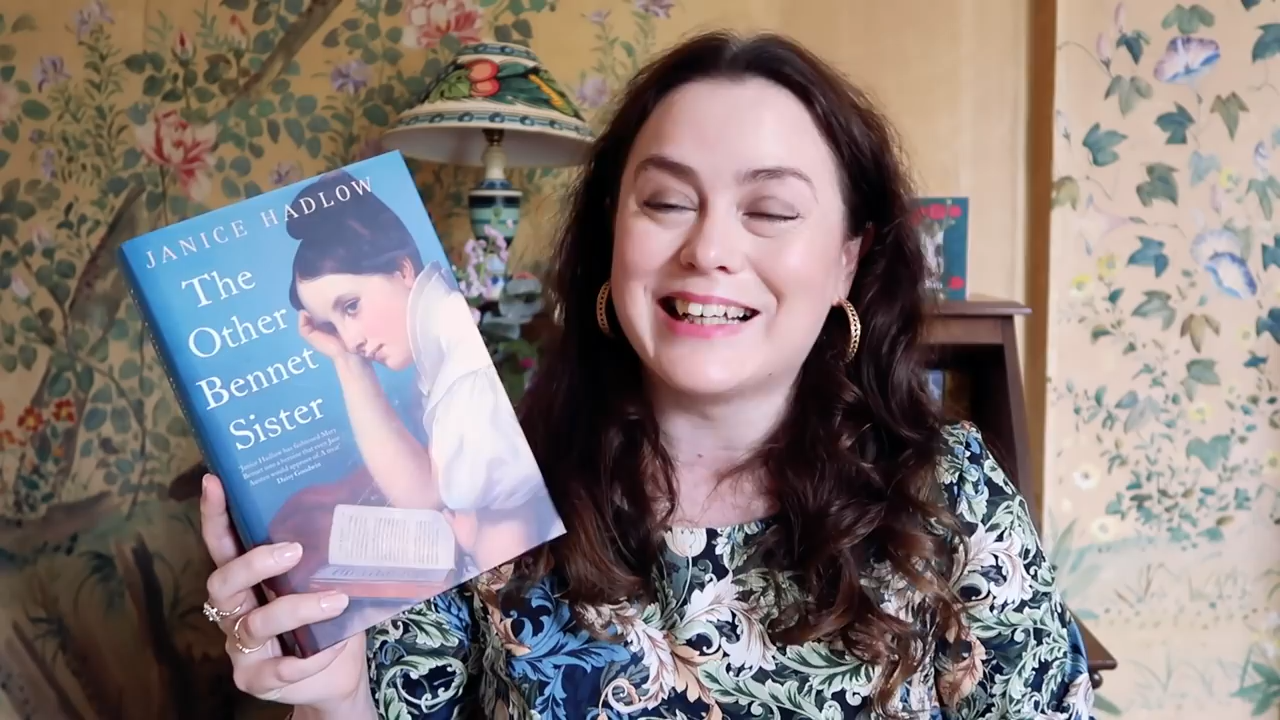 JANICE HADLOW
The
Other
Bennet
Sister
'Janice Hadlow has fashioned Mary
Bennet into a heroine that even Jane
Austen would approve of. A treat'
Daisy Goodwin